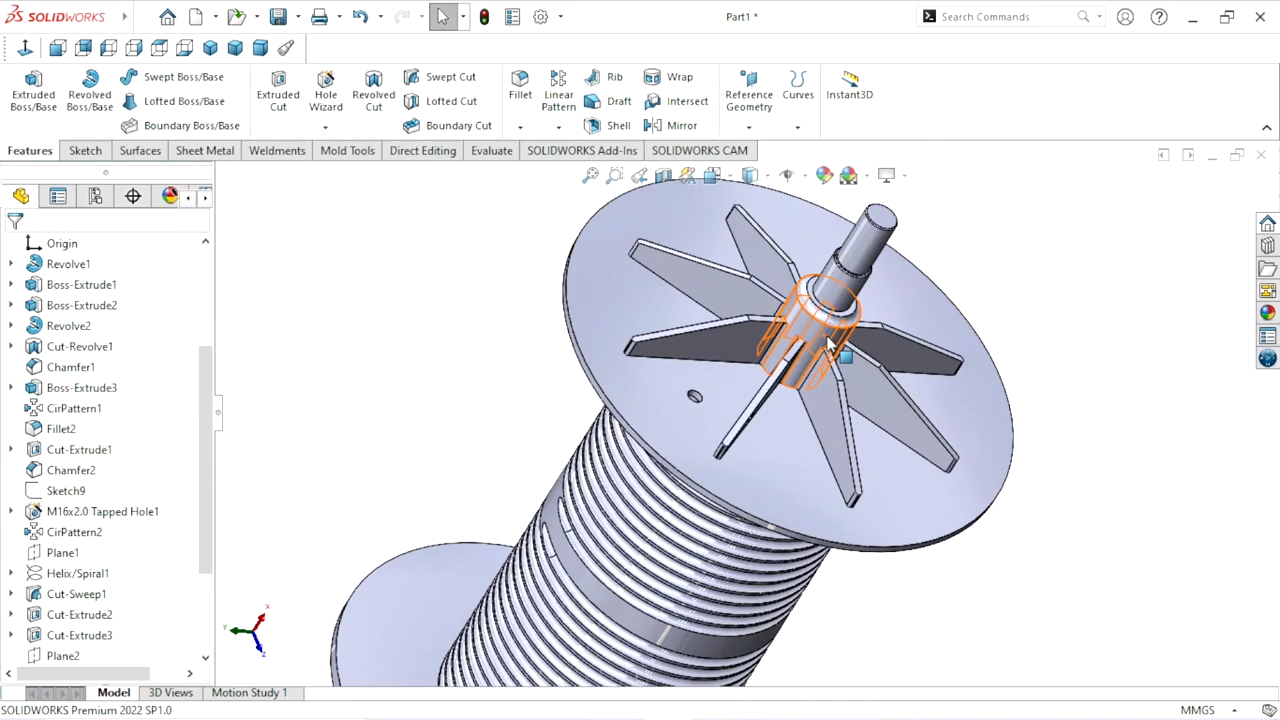 SOLIDWORKS
Part1 *
Search Commands
Extruded Boss/Base
Revolved Boss/Base
Swept Boss/Base
Lofted Boss/Base
Boundary Boss/Base
Extruded Cut
Hole Wizard
Revolved Cut
Swept Cut
Lofted Cut
Boundary Cut
Fillet
Linear Pattern
Rib
Draft
Shell
Wrap
Intersect
Mirror
Reference Geometry
Curves
Instant3D
Features Sketch Surfaces Sheet Metal Weldments Mold Tools Direct Editing Evaluate SOLIDWORKS Add-Ins SOLIDWORKS CAM
Origin
Revolve1
Boss-Extrude1
Boss-Extrude2
Revolve2
Cut-Revolve1
Chamfer1
Boss-Extrude3
CirPattern1
Fillet2
Cut-Extrude1
Chamfer2
Sketch9
M16x2.0 Tapped Hole1
CirPattern2
Plane1
Helix/Spiral1
Cut-Sweep1
Cut-Extrude2
Cut-Extrude3
Plane2
X
Y
Z
Model 3D Views Motion Study 1
SOLIDWORKS Premium 2022 SP1.0
MMGS